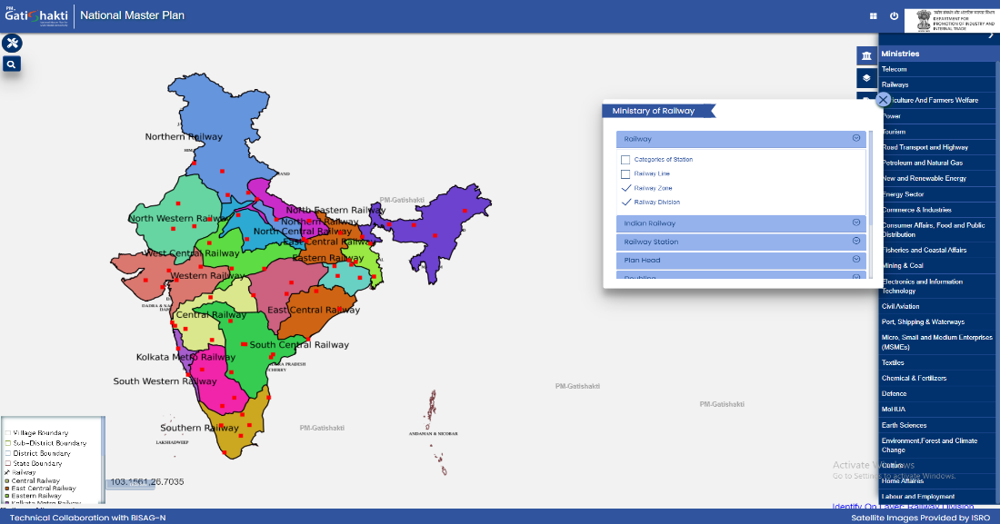 PM-
GatiShakti
National Master Plan
DEPARTMENT FOR
PROMOTION OF INDUSTRY AND
INTERNAL TRADE
Ministries
Telecom
Railways
iculture And Farmers Welfare
Power
Tourism
Road Transport and Highway
Petroleum and Natural Gas
New and Renewable Energy
Energy Sector
Commerce & Industries
Consumer Affairs, Food and Public
Distribution
Fisheries and Coastal Affairs
Mining & Coal
Electronics and Information
Technology
Civil Aviation
Port, Shipping & Waterways
Micro, Small and Medium Enterprises
(MSMEs)
Textiles
Chemical & Fertilizers
Defence
MoHUA
Earth Sciences
Environment,Forest and Climate
Change
Culture
Home Affaires
Labour and Employment
Ministary of Railway
Railway
Categories of Station
Railway Line
Railway Zone
Railway Division
Indian Railway
Railway Station
Plan Head
Doubling
Northern Railway
PM-Gatishakti
North Eastern Railway
North Western Railway
Northern Railway
North Central Railway
East Central Railway
West Central Railway
Eastern Railway
Western Railway
East Central Railway
Central Railway
South Central Railway
Kolkata Metro Railway
South Western Railway
Southern Railway
LAKSHADWEEP
PM-Gatishakti
PM-Gatishakti
PM-Gatishakti
ANDAMAN & NICOBAR
Village Boundary
Sub-District Boundary
District Boundary
State Boundary
Railway
Central Railway
East Central Railway
Eastern Railway
Kolkata Metro Railway
103.1561,26.7035
Activate Windows
Go to Settings to activate Windows.
Identify On Layer: Railway Division
Technical Collaboration with BISAG-N
Satellite Images Provided by ISRO